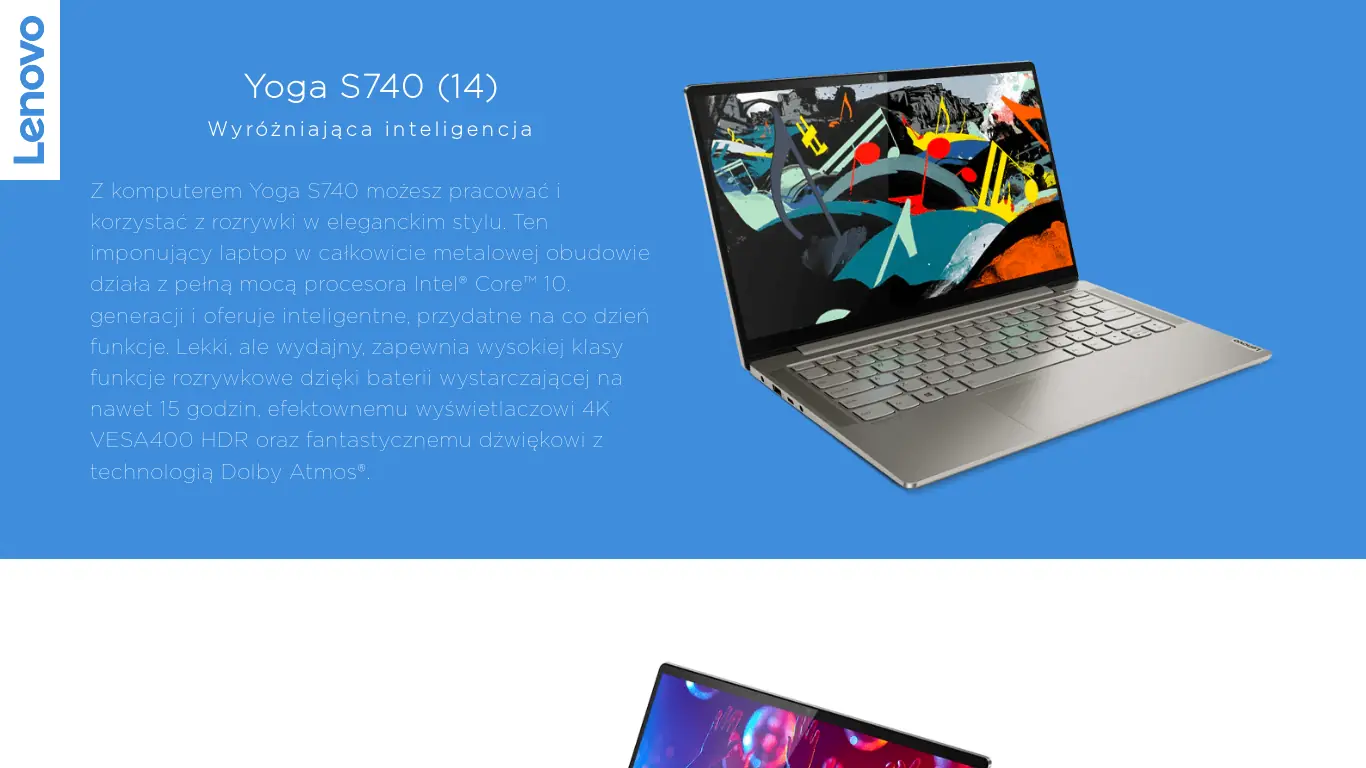 Lenovo
Yoga S740 (14)
Wyróżniająca inteligencja
Z komputerem Yoga S740 możesz pracować i
korzystać z rozrywki w eleganckim stylu. Ten
imponujący laptop w całkowicie metalowej obudowie
działa z pełną mocą procesora Intel® Core™ 10.
generacji i oferuje inteligentne, przydatne na co dzień
funkcje. Lekki, ale wydajny, zapewnia wysokiej klasy
funkcje rozrywkowe dzięki baterii wystarczającej na
nawet 15 godzin, efektownemu wyświetlaczowi 4K
VESA400 HDR oraz fantastycznemu dźwiękowi z
technologią Dolby Atmos®.
Lenovo